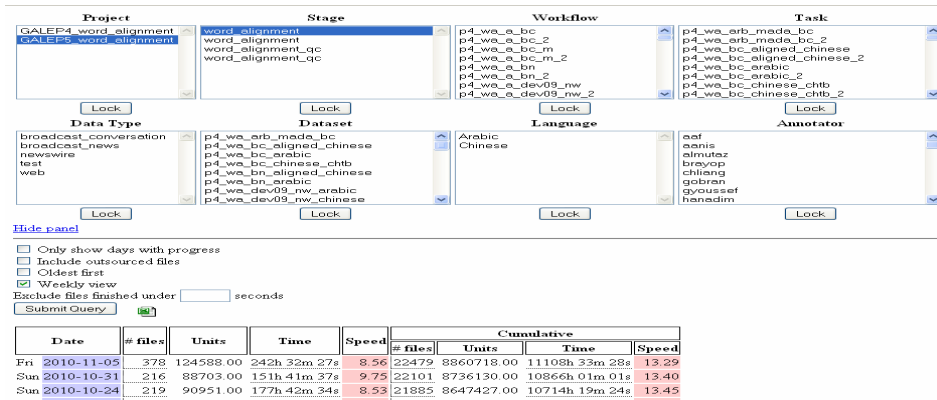 Project Stage Workflow Task
GALEP4_word_alignment word_alignment p4_wa_a_bc p4_wa_arb_mada_bc
GALEP5_word_alignment word_alignment p4_wa_a_bc_2 p4_wa_arb_mada_bc_2
word_alignment_qc p4_wa_a_bc_m p4_wa_bc_aligned_chinese
word_alignment_qc p4_wa_a_bc_m_2 p4_wa_bc_aligned_chinese_2
p4_wa_a_bn p4_wa_bc_arabic
p4_wa_a_bn_2 p4_wa_bc_arabic_2
p4_wa_a_dev09_nw p4_wa_bc_chinese_chtb
p4_wa_a_dev09_nw_2 p4_wa_bc_chinese_chtb_2
Lock Lock Lock Lock
Data Type Dataset Language Annotator
broadcast_conversation p4_wa_arb_mada_bc Arabic aaf
broadcast_news p4_wa_bc_aligned_chinese Chinese aanis
newswire p4_wa_bc_arabic almutaz
test p4_wa_bc_chinese_chtb brayop
web p4_wa_bn_aligned_chinese chliang
p4_wa_bn_arabic gobran
p4_wa_dev09_nw_arabic gyoussef
p4_wa_dev09_nw_chinese hanadim
Lock Lock Lock Lock
Hide panel
Only show days with progress
Include outsourced files
Oldest first
Weekly view
Exclude files finished under seconds
Submit Query
Date # files Units Time Speed Cumulative
# files Units Time Speed
Fri 2010-11-05 378 124588.00 242h 32m 27s 8.56 22479 8860718.00 11108h 33m 28s 13.29
Sun 2010-10-31 216 88703.00 151h 41m 37s 9.75 22101 8736130.00 10866h 01m 01s 13.40
Sun 2010-10-24 219 90951.00 177h 42m 34s 8.53 21885 8647427.00 10714h 19m 24s 13.45